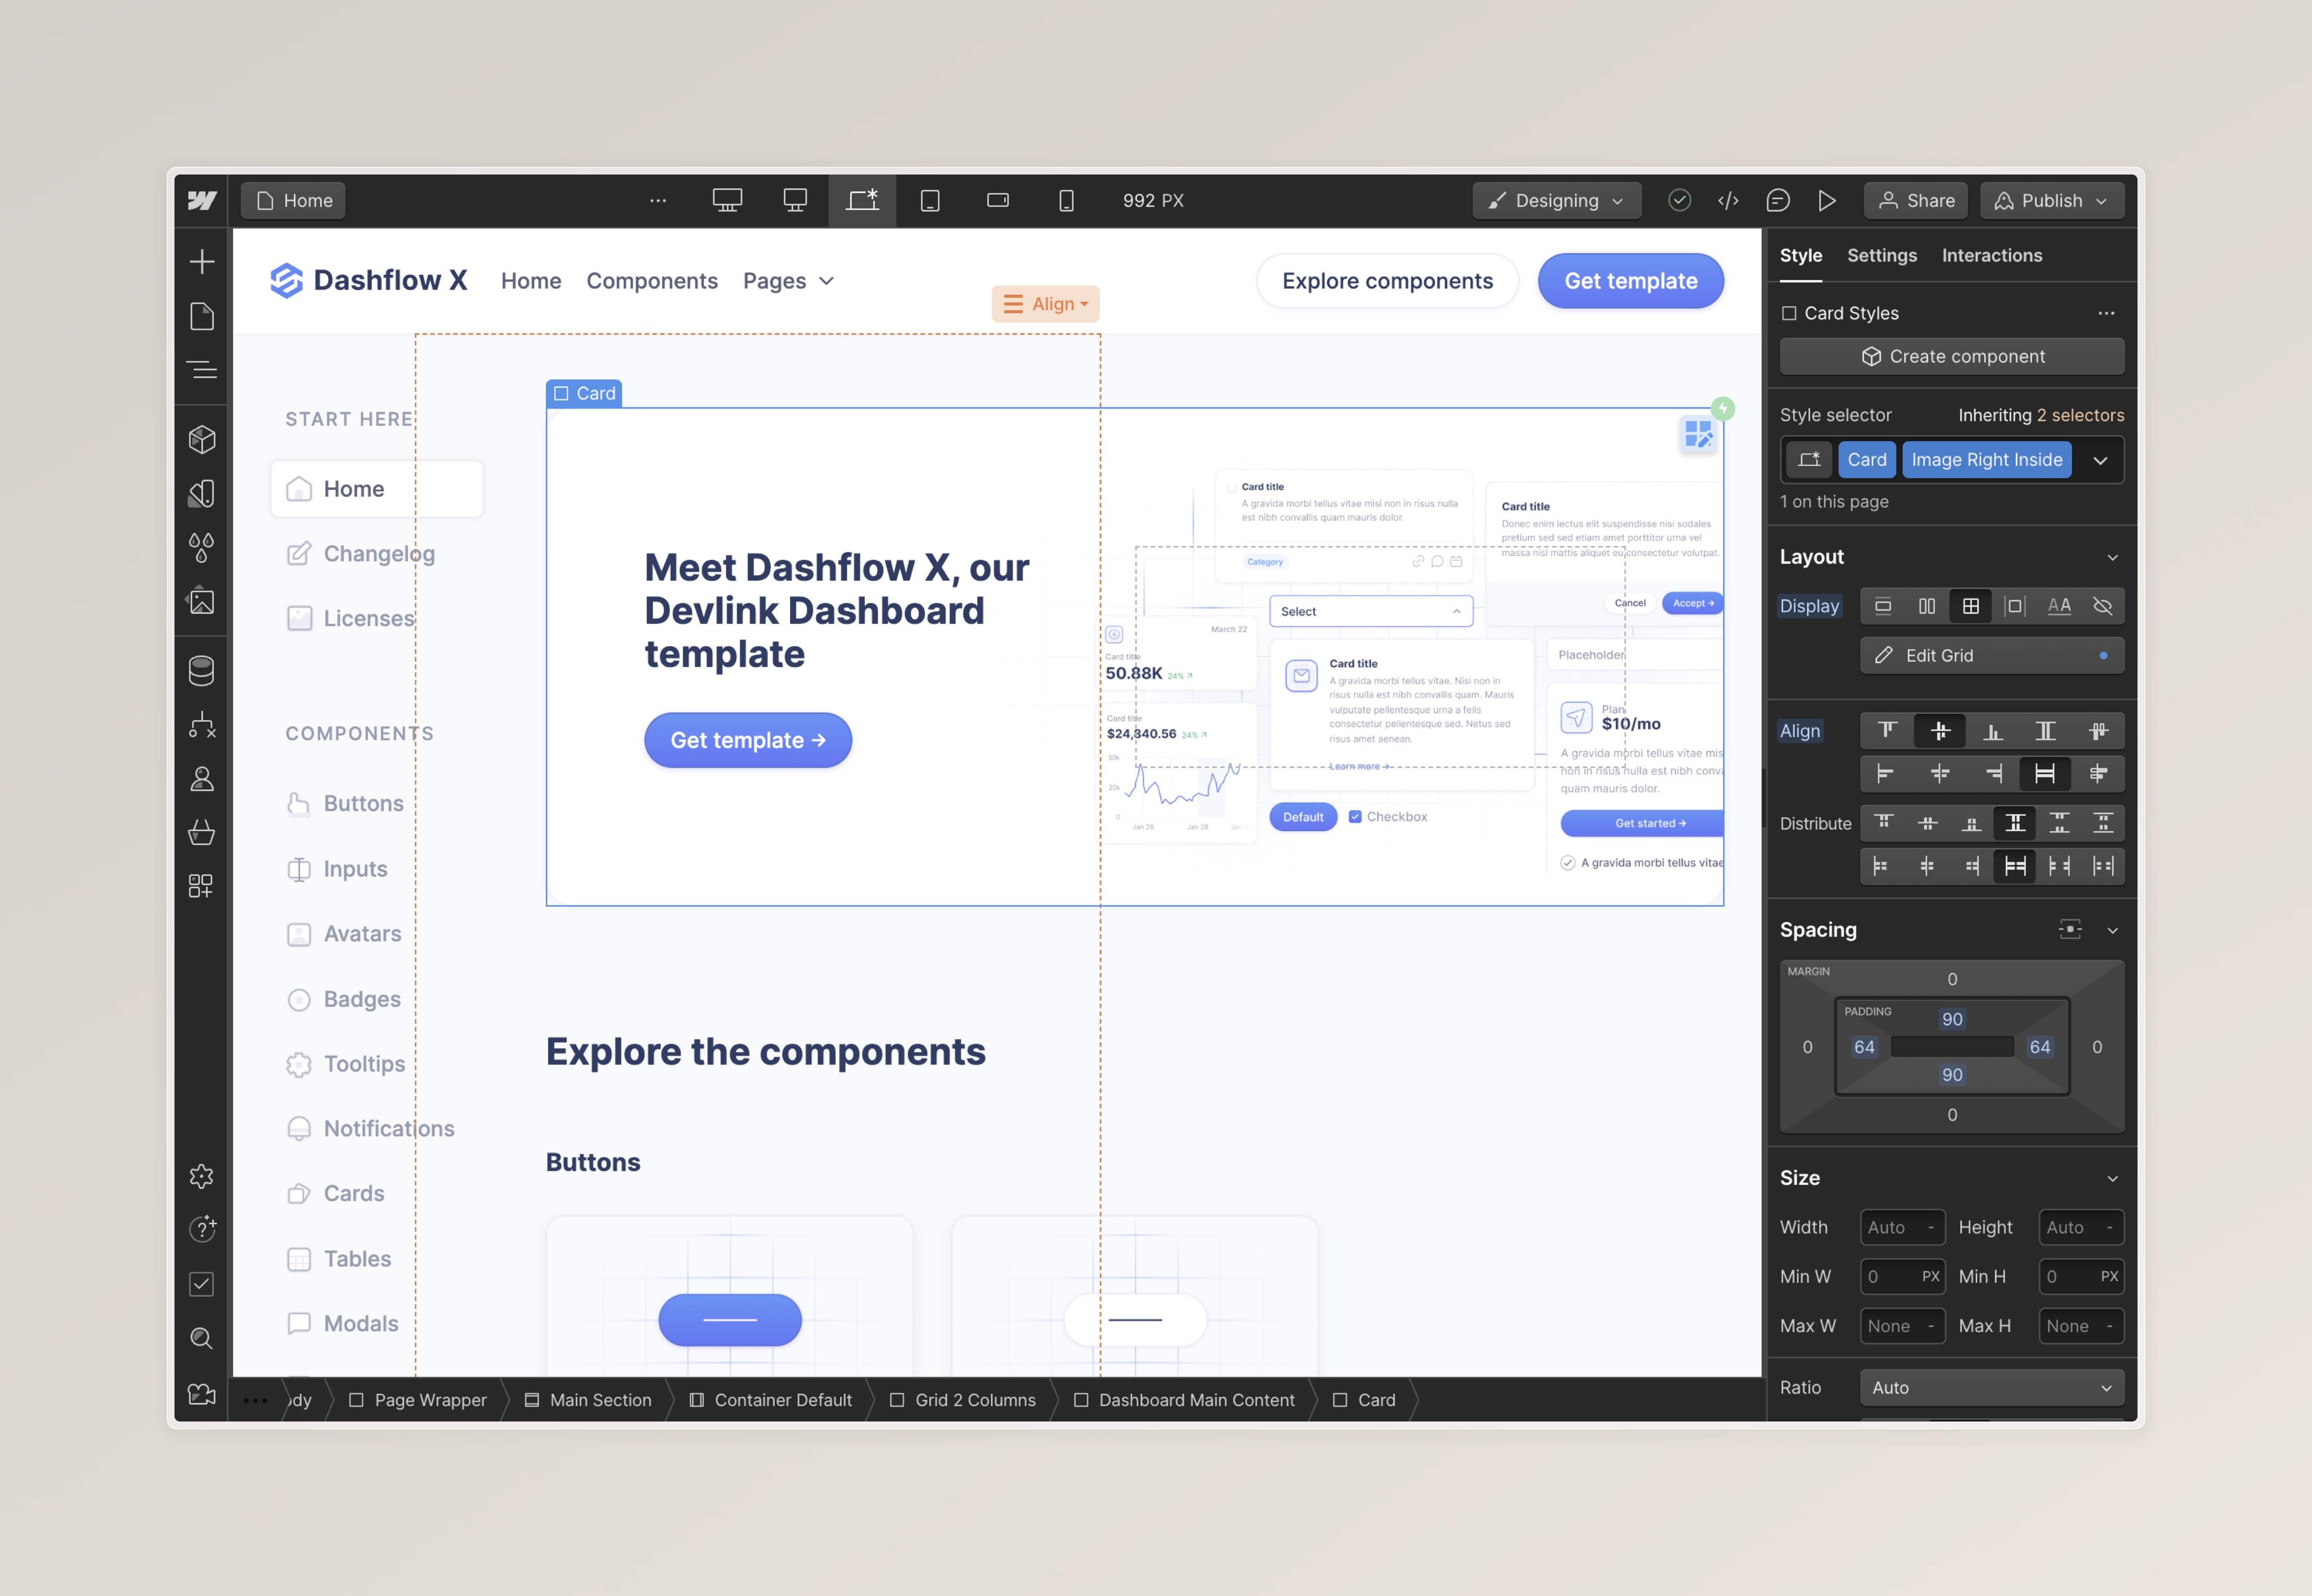 Home
992 PX
Designing
Share
Publish
Dashflow X
Home
Components
Pages
Align
Explore components
Get template
START HERE
Home
Changelog
Licenses
COMPONENTS
Buttons
Inputs
Avatars
Badges
Tooltips
Notifications
Cards
Tables
Modals
Card
Meet Dashflow X, our
Devlink Dashboard
template
Get template →
Card title
A gravida morbi tellus vitae misl non in risus nulla
est nibh convallis quam mauris dolor.
Category
Card title
Donec enim lectus elit suspendisse nisi sodales
pretium sed sed etiam amet porttitor urna vel
massa nisl mattis aliquet eu consectetur volutpat.
Cancel
Accept →
Select
March 22
Card title
50.88K
24%
Card title
$24,340.56
24%
20k
0
Jan 28
Jan 28
Card title
A gravida morbi tellus vitae. Nisi non in
risus nulla est nibh convallis quam. Mauris
vulputate pellentesque urna a felis
consectetur pellentesque sed. Netus sed
risus amet aenean.
Learn more →
Placeholder
Plan
$10/mo
A gravida morbi tellus vitae mis
non in risus nulla est nibh conva
quam mauris dolor.
Get started →
A gravida morbi tellus vitae
Default
Checkbox
Explore the components
Buttons
dy
Page Wrapper
Main Section
Container Default
Grid 2 Columns
Dashboard Main Content
Card
Style
Settings
Interactions
Card Styles
Create component
Style selector
Inheriting 2 selectors
Card
Image Right Inside
1 on this page
Layout
Display
AA
Edit Grid
Align
Distribute
Spacing
MARGIN
0
PADDING
90
0
64
64
0
90
0
Size
Width
Auto
-
Height
Auto
-
Min W
0
PX
Min H
0
PX
Max W
None
-
Max H
None
-
Ratio
Auto